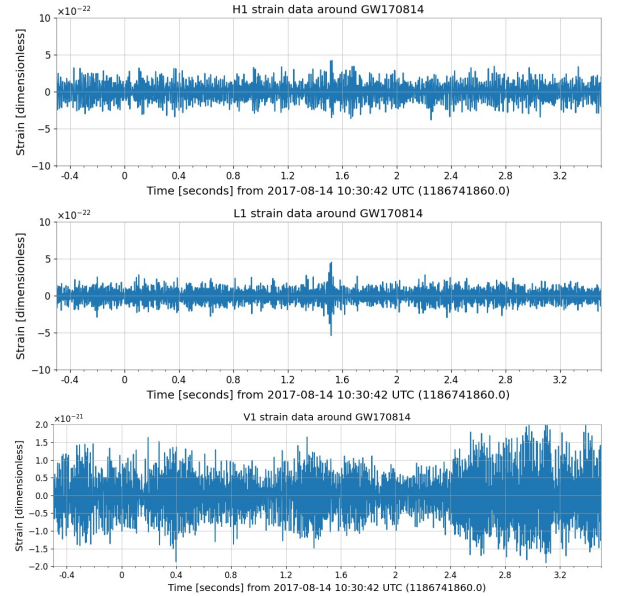 H1 strain data around GW170814
×10−22
10
5
0
−5
−10
Strain [dimensionless]
-0.4 0 0.4 0.8 1.2 1.6 2 2.4 2.8 3.2
Time [seconds] from 2017-08-14 10:30:42 UTC (1186741860.0)
L1 strain data around GW170814
×10−22
10
5
0
−5
−10
Strain [dimensionless]
-0.4 0 0.4 0.8 1.2 1.6 2 2.4 2.8 3.2
Time [seconds] from 2017-08-14 10:30:42 UTC (1186741860.0)
V1 strain data around GW170814
×10−21
2.0
1.5
1.0
0.5
0.0
−0.5
−1.0
−1.5
−2.0
Strain [dimensionless]
-0.4 0 0.4 0.8 1.2 1.6 2 2.4 2.8 3.2
Time [seconds] from 2017-08-14 10:30:42 UTC (1186741860.0)